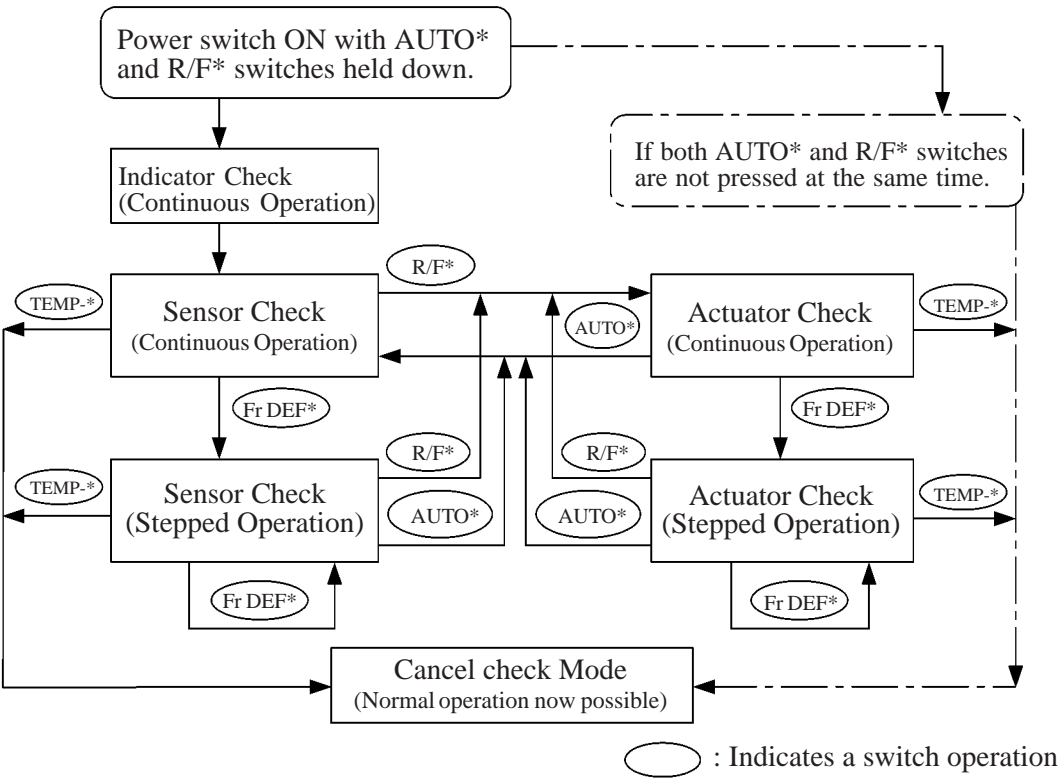 Power switch ON with AUTO*
and R/F* switches held down.
If both AUTO* and R/F* switches
are not pressed at the same time.
Indicator Check
(Continuous Operation)
R/F*
TEMP-*
Sensor Check
(Continuous Operation)
AUTO*
Actuator Check
(Continuous Operation)
TEMP-*
Fr DEF*
Fr DEF*
R/F*
R/F*
TEMP-*
Sensor Check
(Stepped Operation)
AUTO*
AUTO*
Actuator Check
(Stepped Operation)
TEMP-*
Fr DEF*
Fr DEF*
Cancel check Mode
(Normal operation now possible)
: Indicates a switch operation